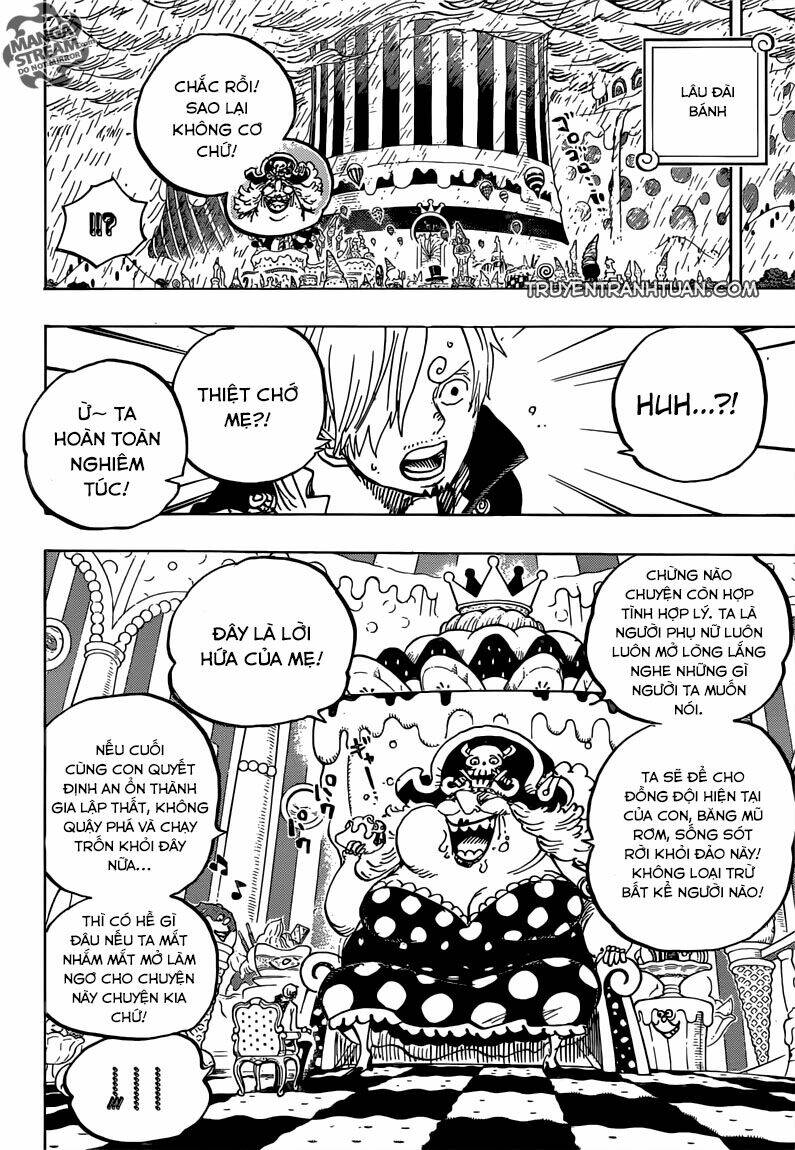 MANGA
STREAM.com
DO NOT MIRROR!
LÂU ĐÀI
BÁNH
CHẮC RỒI!
SAO LẠI
KHÔNG CƠ
CHỨ!
!!?
TRUYENTRANHTUAN.COM
HUH...?!
THIỆT CHỚ
MẸ?!
Ừ~ TA
HOÀN TOÀN
NGHIÊM
TÚC!
CHỪNG NÀO
CHUYỆN CÒN HỢP
TÌNH HỢP LÝ. TA LÀ
NGƯỜI PHỤ NỮ LUÔN
LUÔN MỞ LÒNG LẮNG
NGHE NHỮNG GÌ
NGƯỜI TA MUỐN
NÓI.
TA SẼ ĐỂ CHO
ĐỒNG ĐỘI HIỆN TẠI
CỦA CON, BĂNG MŨ
RƠM, SỐNG SÓT
RỜI KHỎI ĐẢO NÀY!
KHÔNG LOẠI TRỪ
BẤT KỂ NGƯỜI NÀO!
ĐÂY LÀ LỜI
HỨA CỦA MẸ!
NẾU CUỐI
CÙNG CON QUYẾT
ĐỊNH AN ỔN THÀNH
GIA LẬP THẤT, KHÔNG
QUẬY PHÁ VÀ CHẠY
TRỐN KHỎI ĐÂY
NỮA...
THÌ CÓ HỀ GÌ
ĐÂU NẾU TA MẮT
NHẮM MẮT MỞ LÀM
NGƠ CHO CHUYỆN
NÀY CHUYỆN KIA
CHỨ!